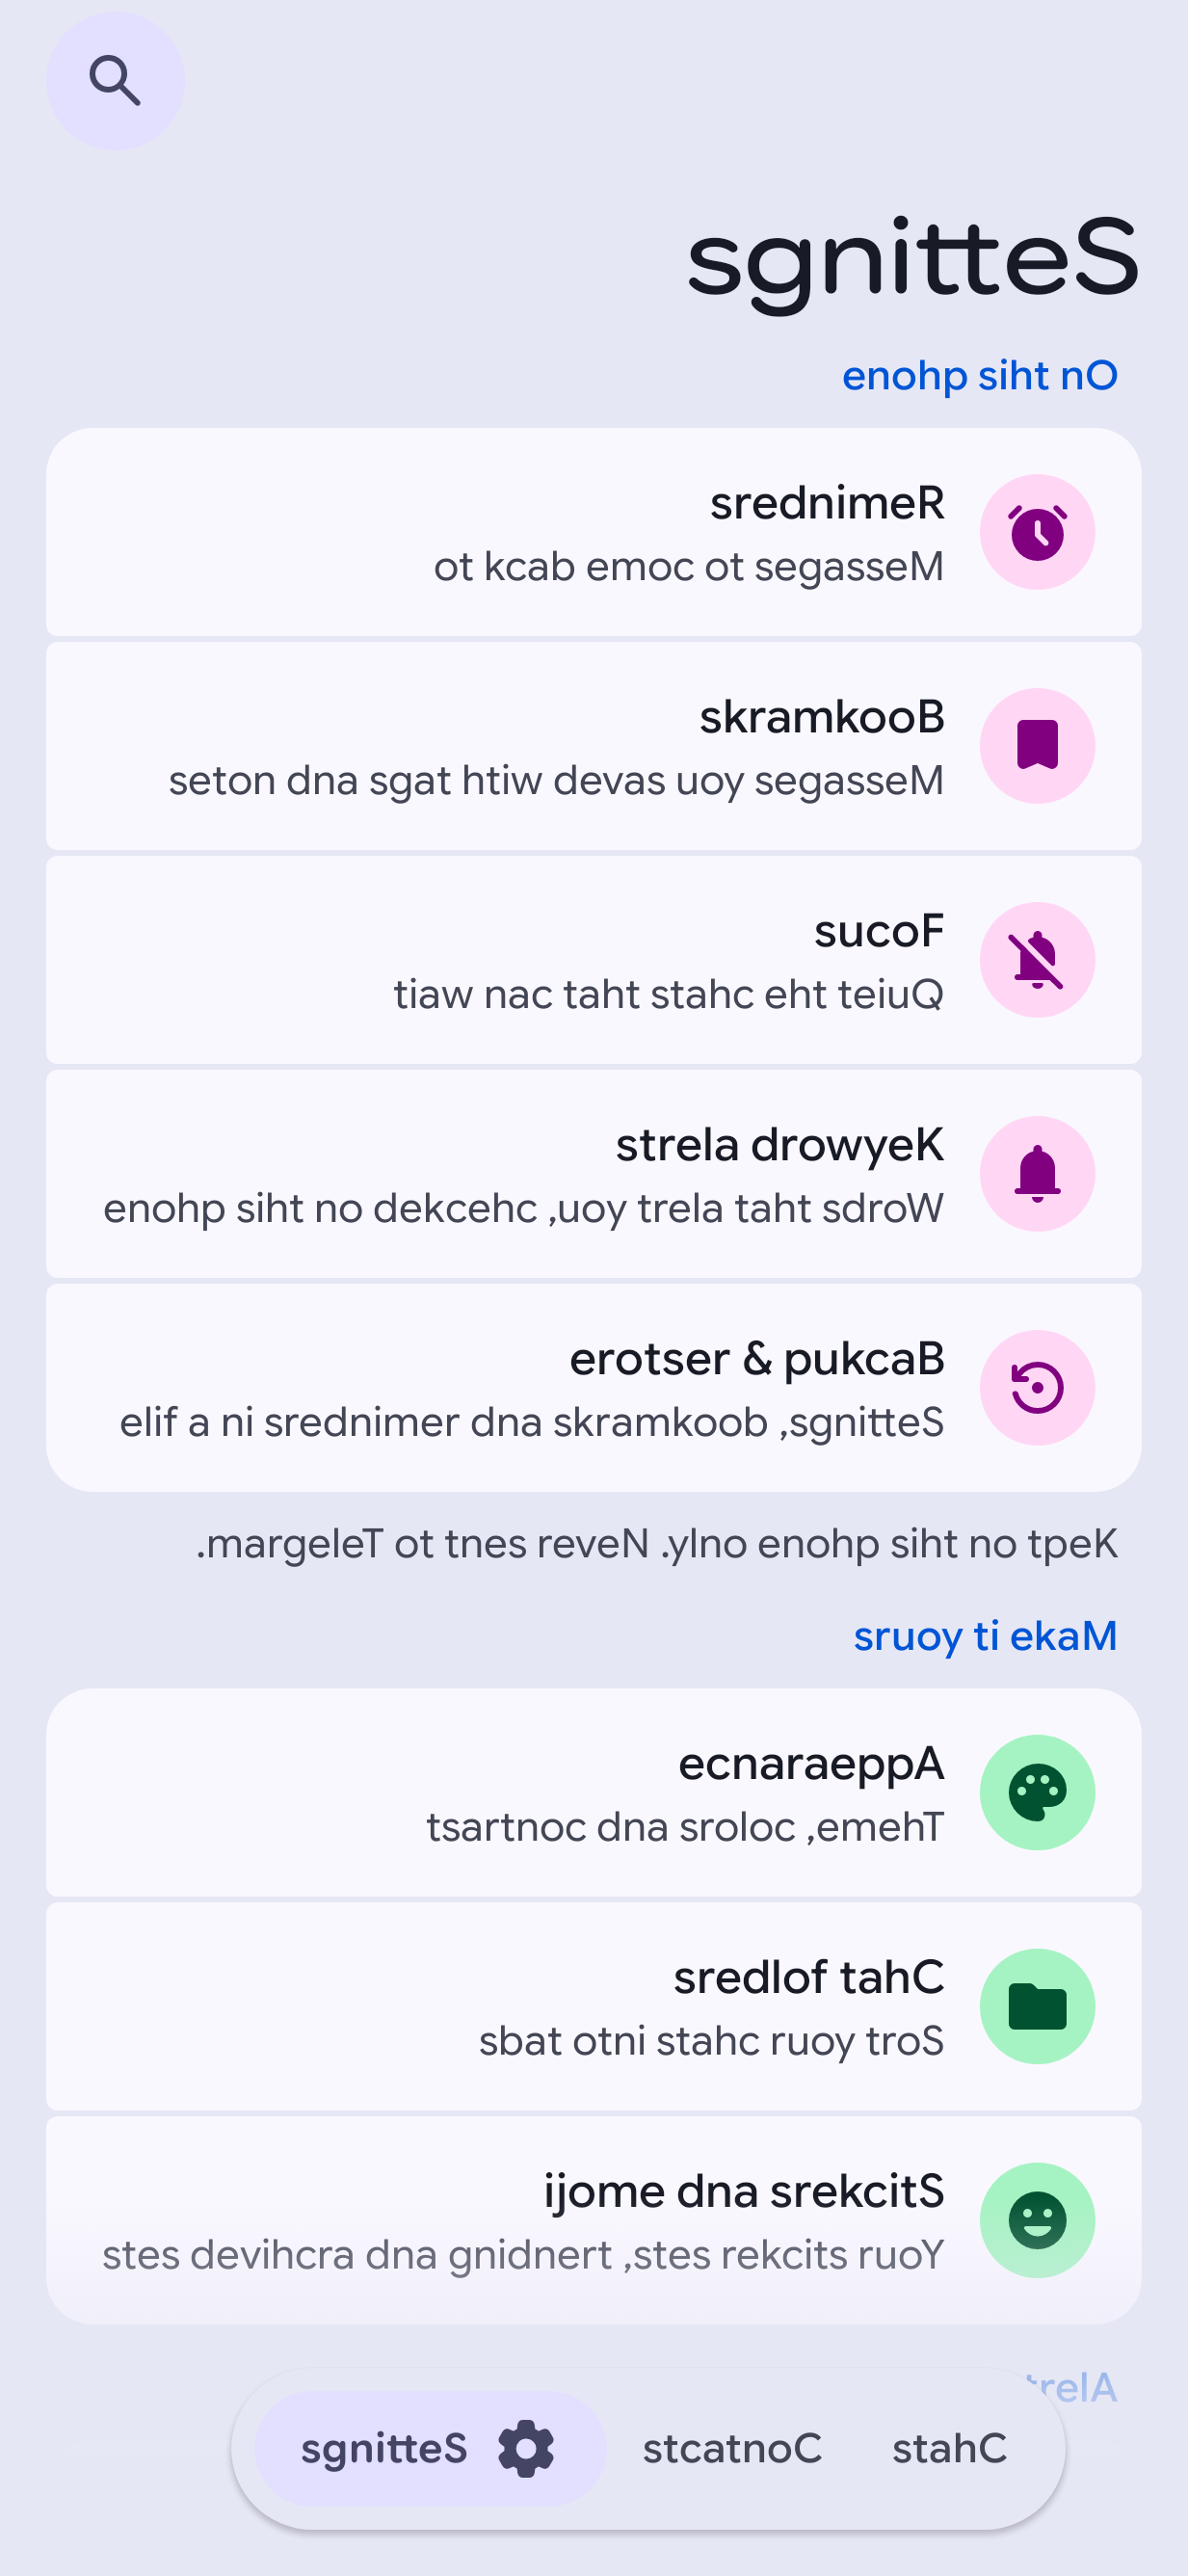 sgnitteS
enohp siht nO
srednimeR
ot kcab emoc ot segasseM
skramkooB
seton dna sgat htiw devas uoy segasseM
sucoF
tiaw nac taht stahc eht teiuQ
strela drowyeK
enohp siht no dekcehc ,uoy trela taht sdroW
erotser & pukcaB
elif a ni srednimer dna skramkoob ,sgnitteS
.margeleT ot tnes reveN .ylno enohp siht no tpeK
sruoy ti ekaM
ecnaraeppA
tsartnoc dna sroloc ,emehT
sredlof tahC
sbat otni stahc ruoy troS
ijome dna srekcitS
stes devihcra dna gnidnert ,stes rekcits ruoY
sgnitteS stcatnoC stahC